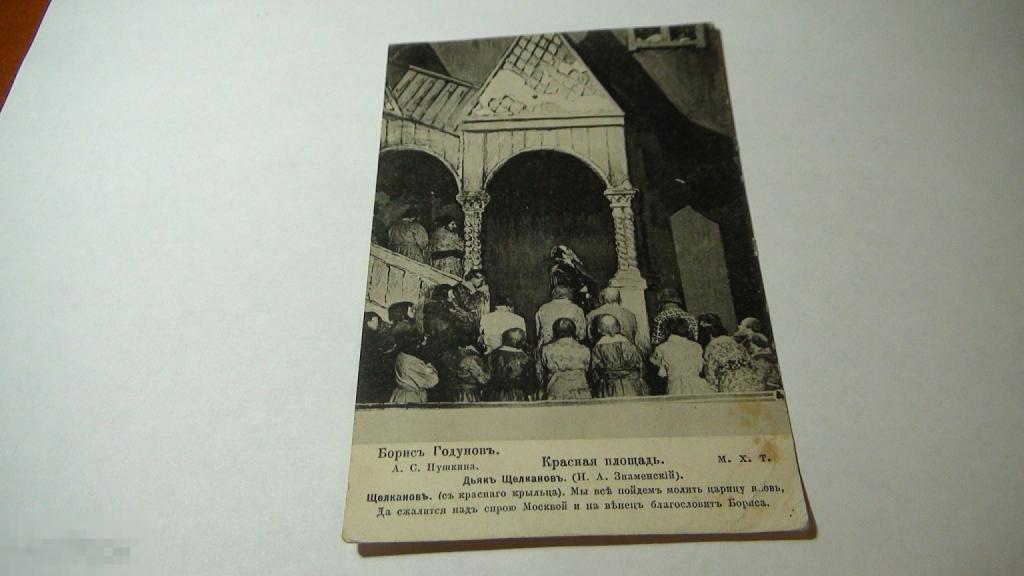 Борисъ Годуновъ.
А. С. Пушкина.
Красная площадь.
М. Х. Т.
Дьякъ Щелкановъ. (Н. А. Знаменскій).
Щелкановъ. (съ краснаго крыльца). Мы всѣ пойдемъ молить царицу вновь,
Да сжалится надъ сирою Москвой и на вѣнецъ благословитъ Бориса.